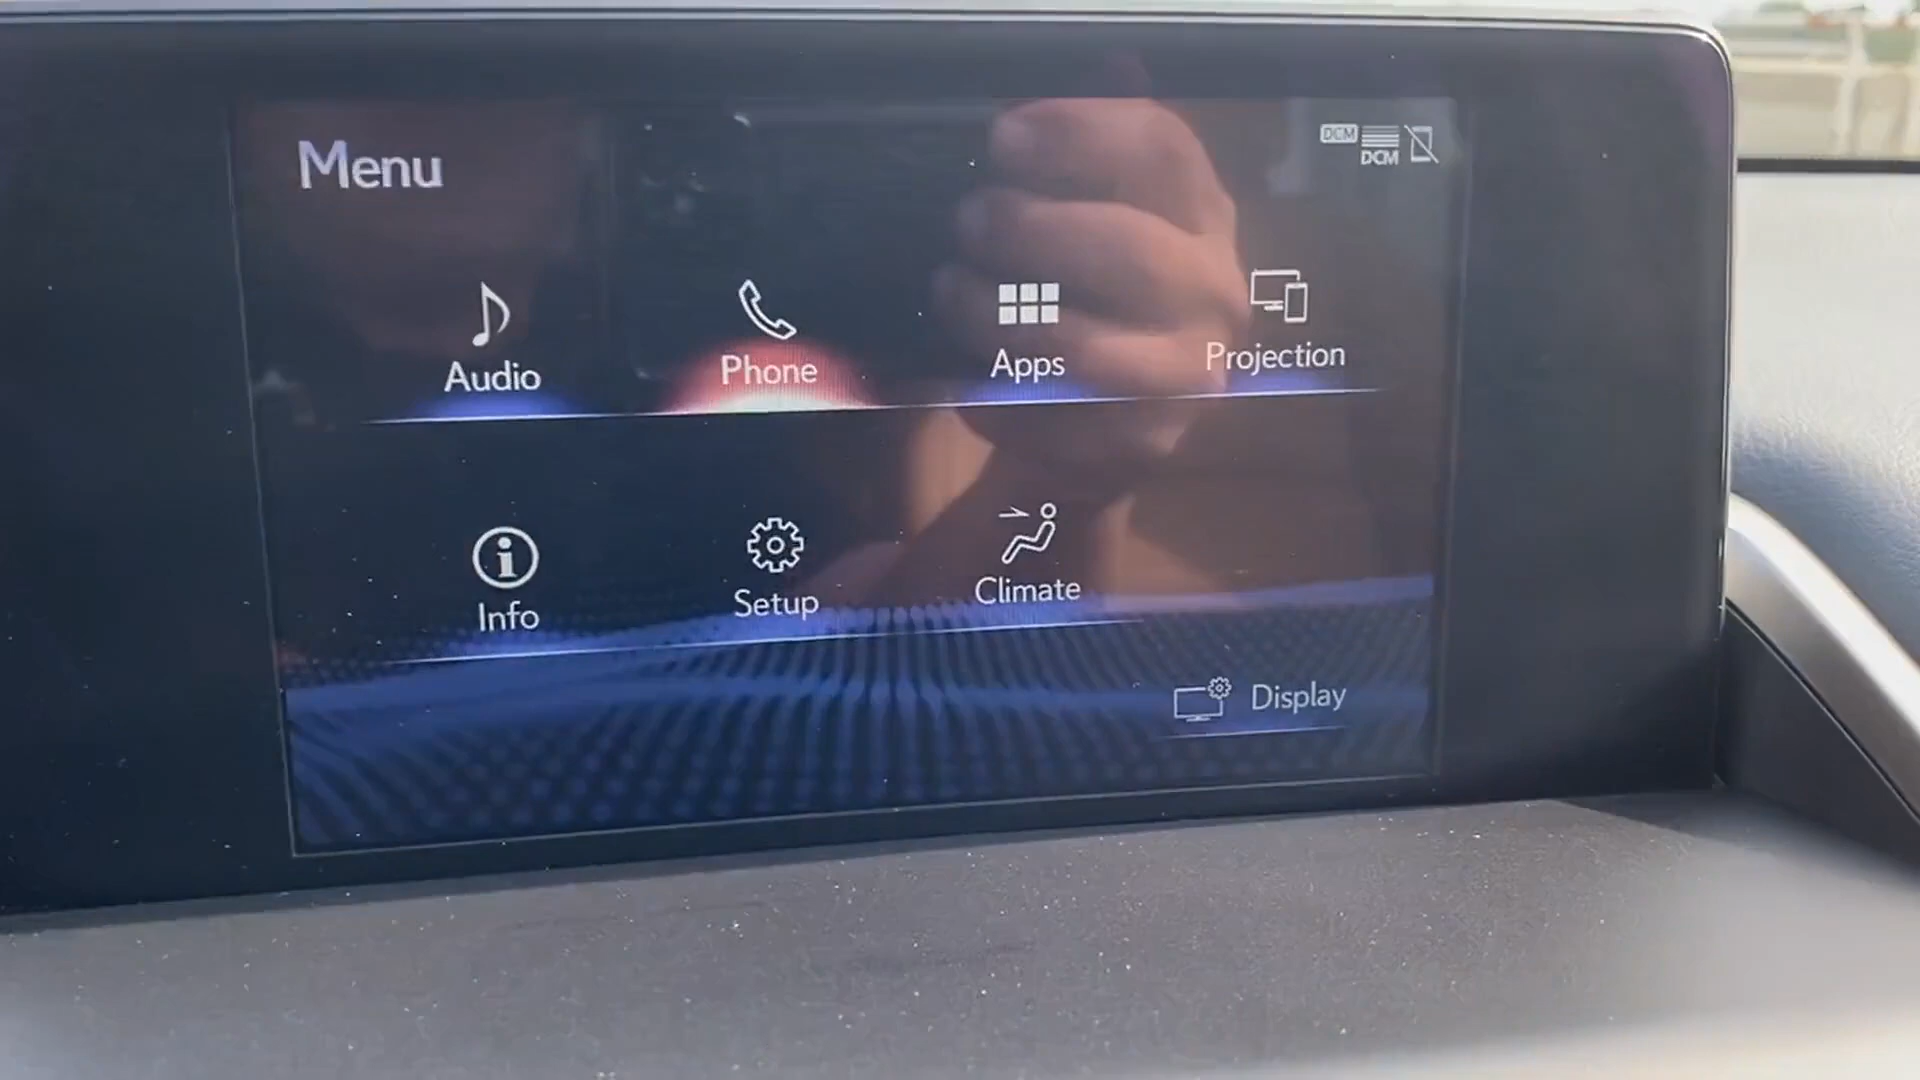 Menu
DCM
DCM
Audio
Phone
Apps
Projection
Info
Setup
Climate
Display